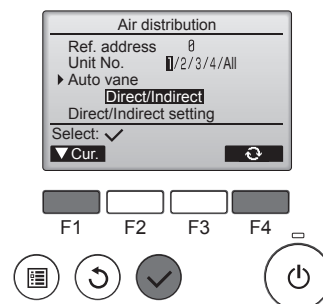 Air distribution
Ref. address 0
Unit No. 1/2/3/4/All
Auto vane
Direct/Indirect
Direct/Indirect setting
Select:
Cur.
F1 F2 F3 F4